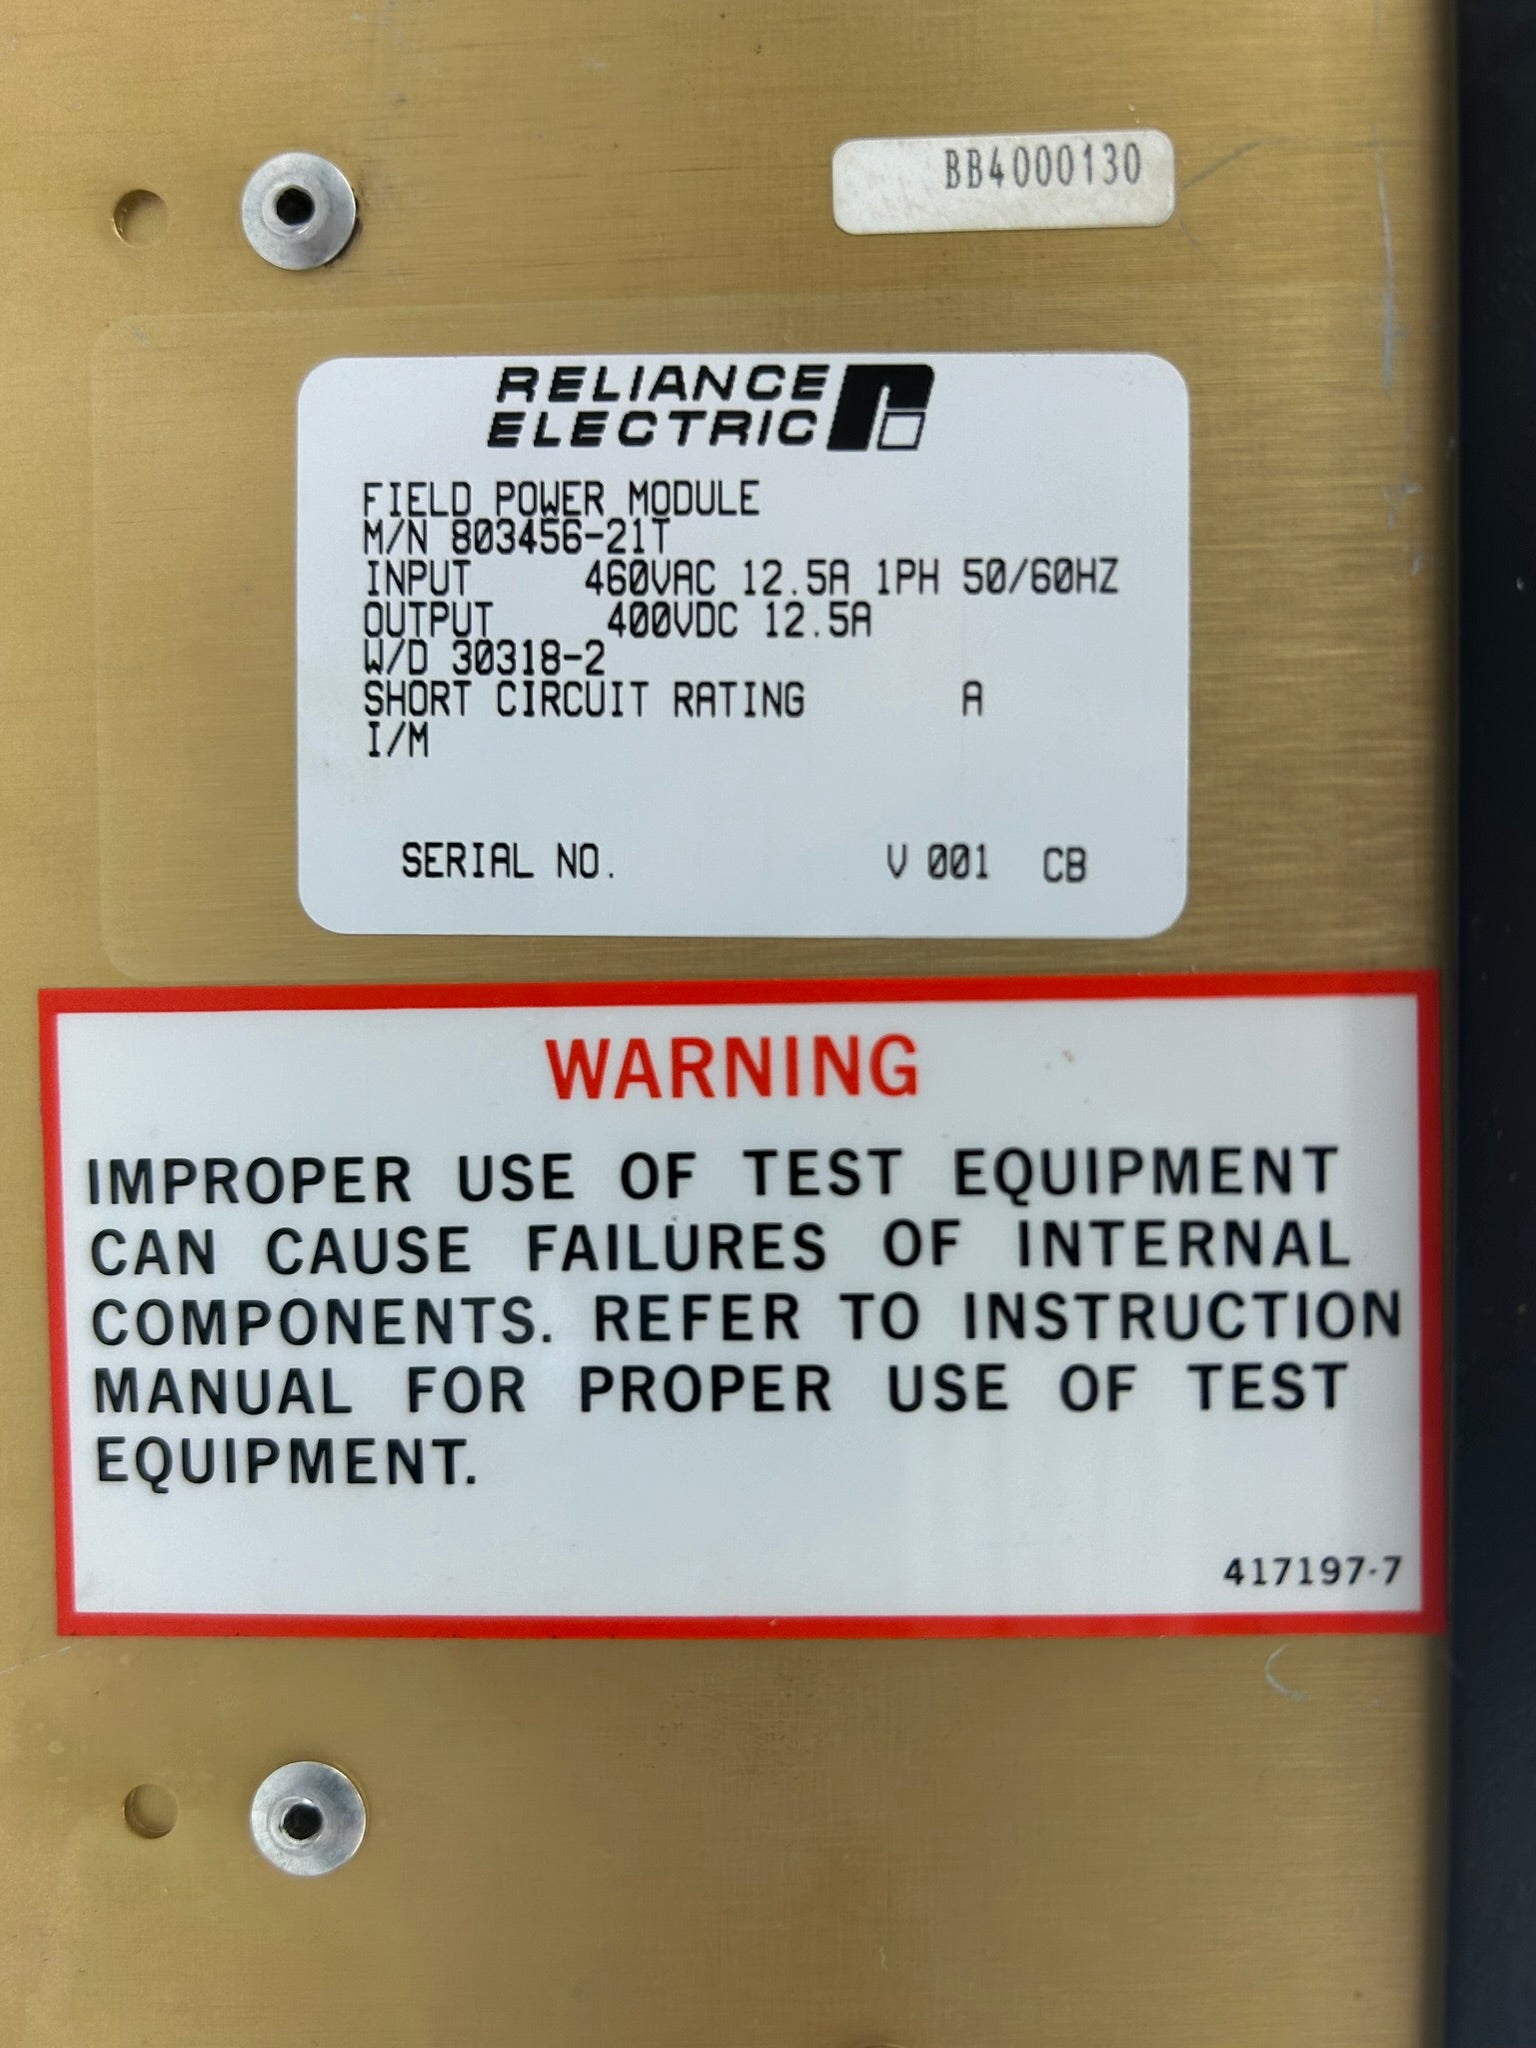 BB4000130
RELIANCE
ELECTRIC
FIELD POWER MODULE
M/N 803456-21T
INPUT 460VAC 12.5A 1PH 50/60HZ
OUTPUT 400VDC 12.5A
W/D 30318-2
SHORT CIRCUIT RATING A
I/M
SERIAL NO. V 001 CB
WARNING
IMPROPER USE OF TEST EQUIPMENT
CAN CAUSE FAILURES OF INTERNAL
COMPONENTS. REFER TO INSTRUCTION
MANUAL FOR PROPER USE OF TEST
EQUIPMENT.
417197-7